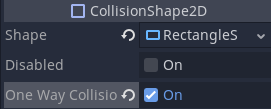 CollisionShape2D
Shape RectangleS
Disabled On
One Way Collisio On